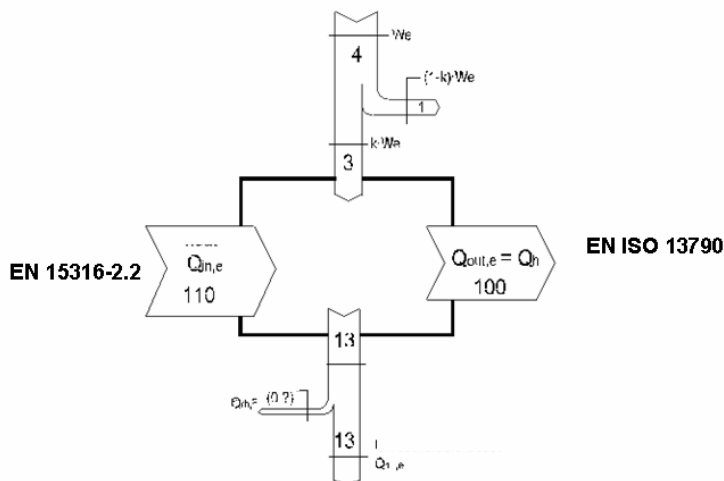 We
4
(1-k)·We
1
k·We
3
EN 15316-2.2
Qin,e
110
Qout,e = Qh
100
EN ISO 13790
13
(0 ?)
13